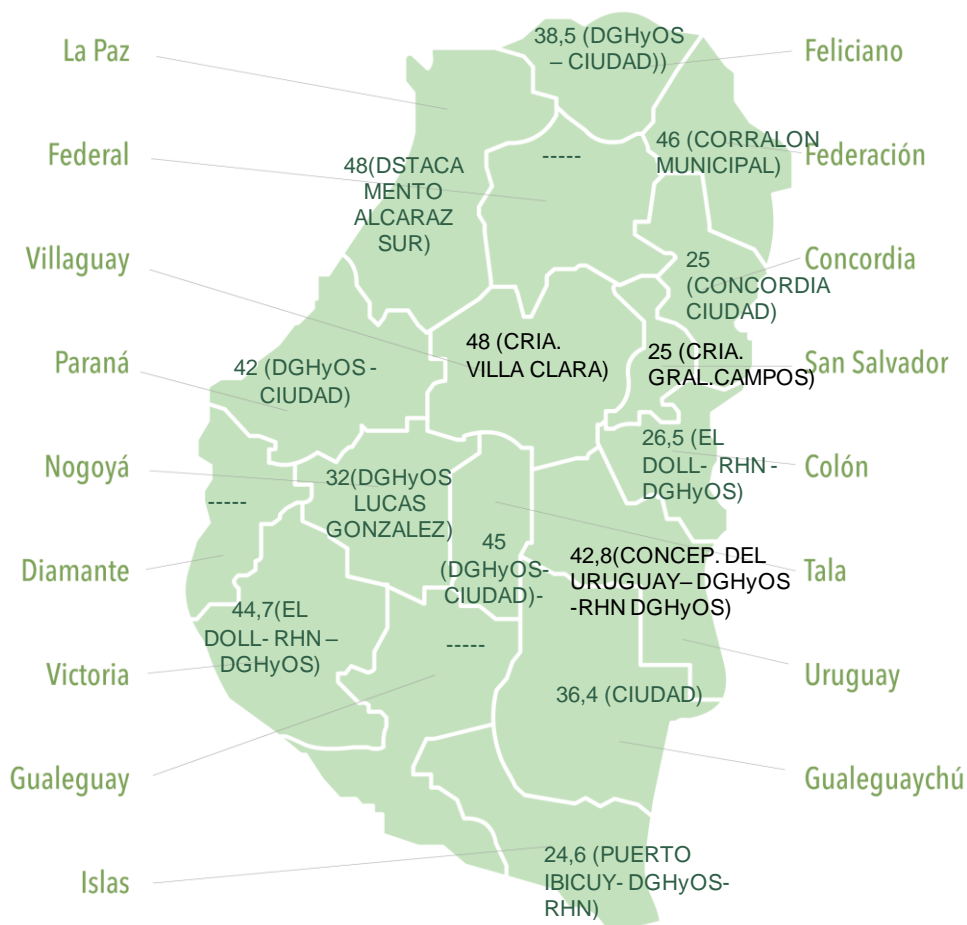 La Paz
38,5 (DGHyOS
– CIUDAD))
Feliciano
Federal
48(DSTACA
MENTO
ALCARAZ
SUR)
-----
46 (CORRALON
MUNICIPAL)
Federación
Villaguay
25
(CONCORDIA
CIUDAD)
Concordia
Paraná
42 (DGHyOS -
CIUDAD)
48 (CRIA.
VILLA CLARA)
25 (CRIA.
GRAL.CAMPOS)
San Salvador
Nogoyá
32(DGHyOS
LUCAS
GONZALEZ)
26,5 (EL
DOLL- RHN -
DGHyOS)
Colón
-----
Diamante
45
(DGHyOS-
CIUDAD)-
42,8(CONCEP. DEL
URUGUAY– DGHyOS
-RHN DGHyOS)
Tala
44,7(EL
DOLL- RHN –
DGHyOS)
Victoria
-----
36,4 (CIUDAD)
Uruguay
Gualeguay
Gualeguaychú
Islas
24,6 (PUERTO
IBICUY- DGHyOS-
RHN)